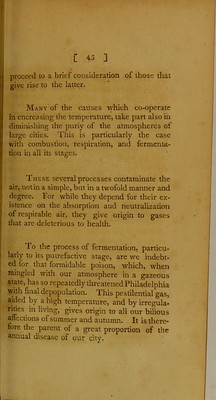 [ 45 ]
proceed to a brief consideration of those that
give rise to the latter.
Many of the causes which co-operate
in encreasing the temperature, take part also in
diminishing the purity of the atmospheres of
large cities. This is particularly the case
with combustion, respiration, and fermenta-
tion in all its stages.
These several processes contaminate the
air, not in a simple, but in a twofold manner and
degree. For while they depend for their ex-
istence on the absorption and neutralization
of respirable air, they give origin to gases
that are deleterious to health.
To the process of fermentation, particu-
larly to its putrefactive stage, are we indebt-
ed for that formidable poison, which, when
mingled with our atmosphere in a gazeous
state, has so repeatedly threatened Philadelphia
with final depopulation. This pestilential gas,
aided by a high temperature, and by irregula-
rities in living, gives origin to all our bilious
affections of summer and autumn. It is there-
fore the parent of a great proportion of the
annual disease of our city.